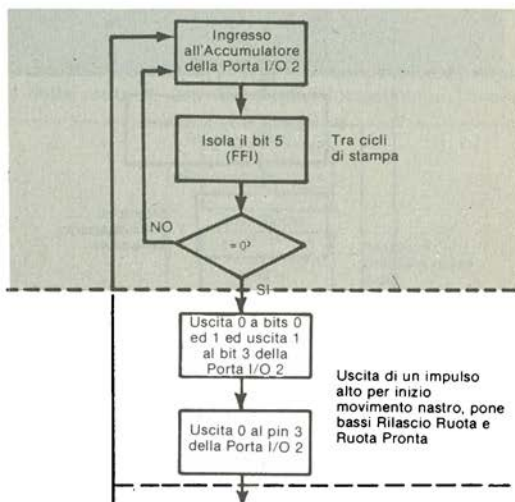 Ingresso
all'Accumulatore
della Porta I/O 2
Isola il bit 5
(FFI)
Tra cicli
di stampa
NO
= 0?
SI
Uscita 0 a bits 0
ed 1 ed uscita 1
al bit 3 della
Porta I/O 2
Uscita di un impulso
alto per inizio
movimento nastro, pone
bassi Rilascio Ruota e
Ruota Pronta
Uscita 0 al pin 3
della Porta I/O 2